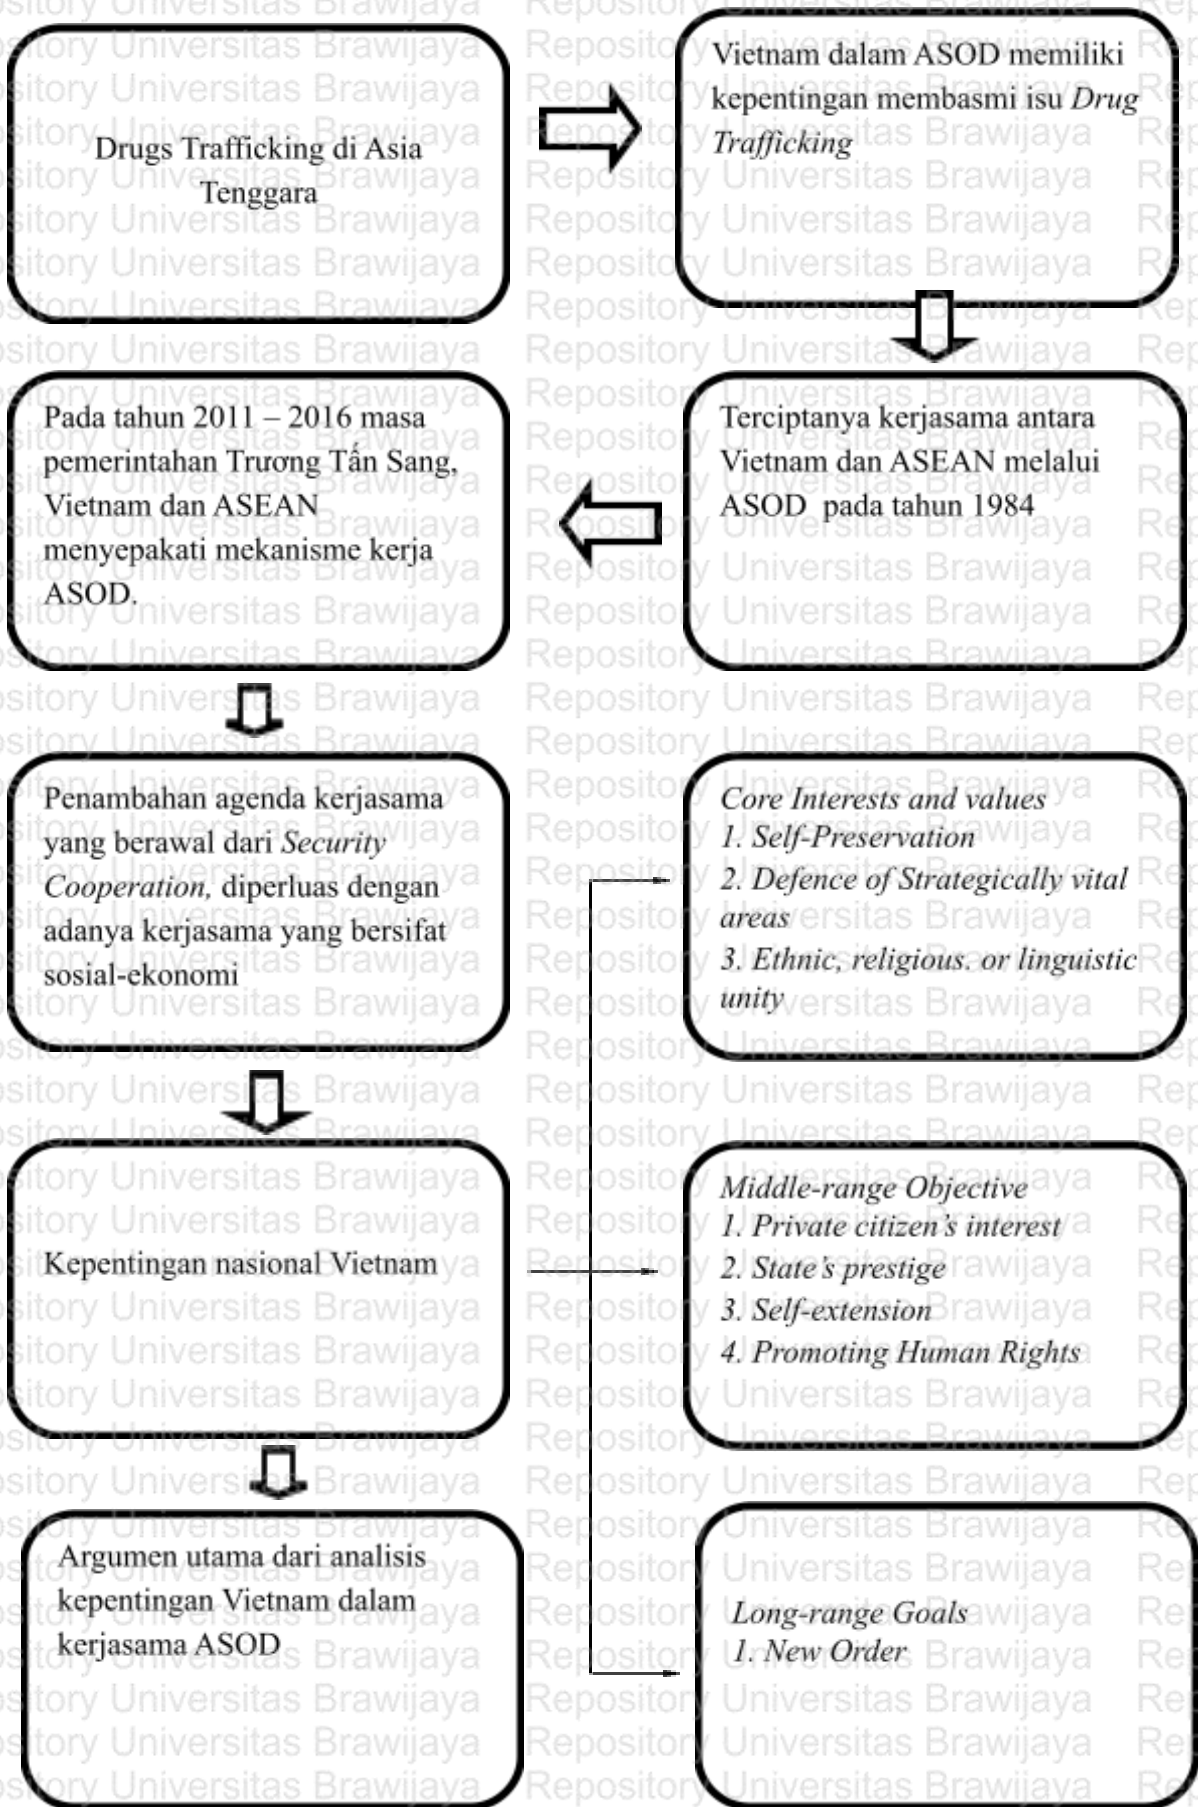 Drugs Trafficking di Asia
Tenggara
Vietnam dalam ASOD memiliki
kepentingan membasmi isu Drug
Trafficking
Terciptanya kerjasama antara
Vietnam dan ASEAN melalui
ASOD pada tahun 1984
Pada tahun 2011 – 2016 masa
pemerintahan Trương Tấn Sang,
Vietnam dan ASEAN
menyepakati mekanisme kerja
ASOD.
Penambahan agenda kerjasama
yang berawal dari Security
Cooperation, diperluas dengan
adanya kerjasama yang bersifat
sosial-ekonomi
Kepentingan nasional Vietnam
Core Interests and values
1. Self-Preservation
2. Defence of Strategically vital
areas
3. Ethnic, religious. or linguistic
unity
Middle-range Objective
1. Private citizen’s interest
2. State’s prestige
3. Self-extension
4. Promoting Human Rights
Long-range Goals
1. New Order
Argumen utama dari analisis
kepentingan Vietnam dalam
kerjasama ASOD
Repository Universitas Brawijaya